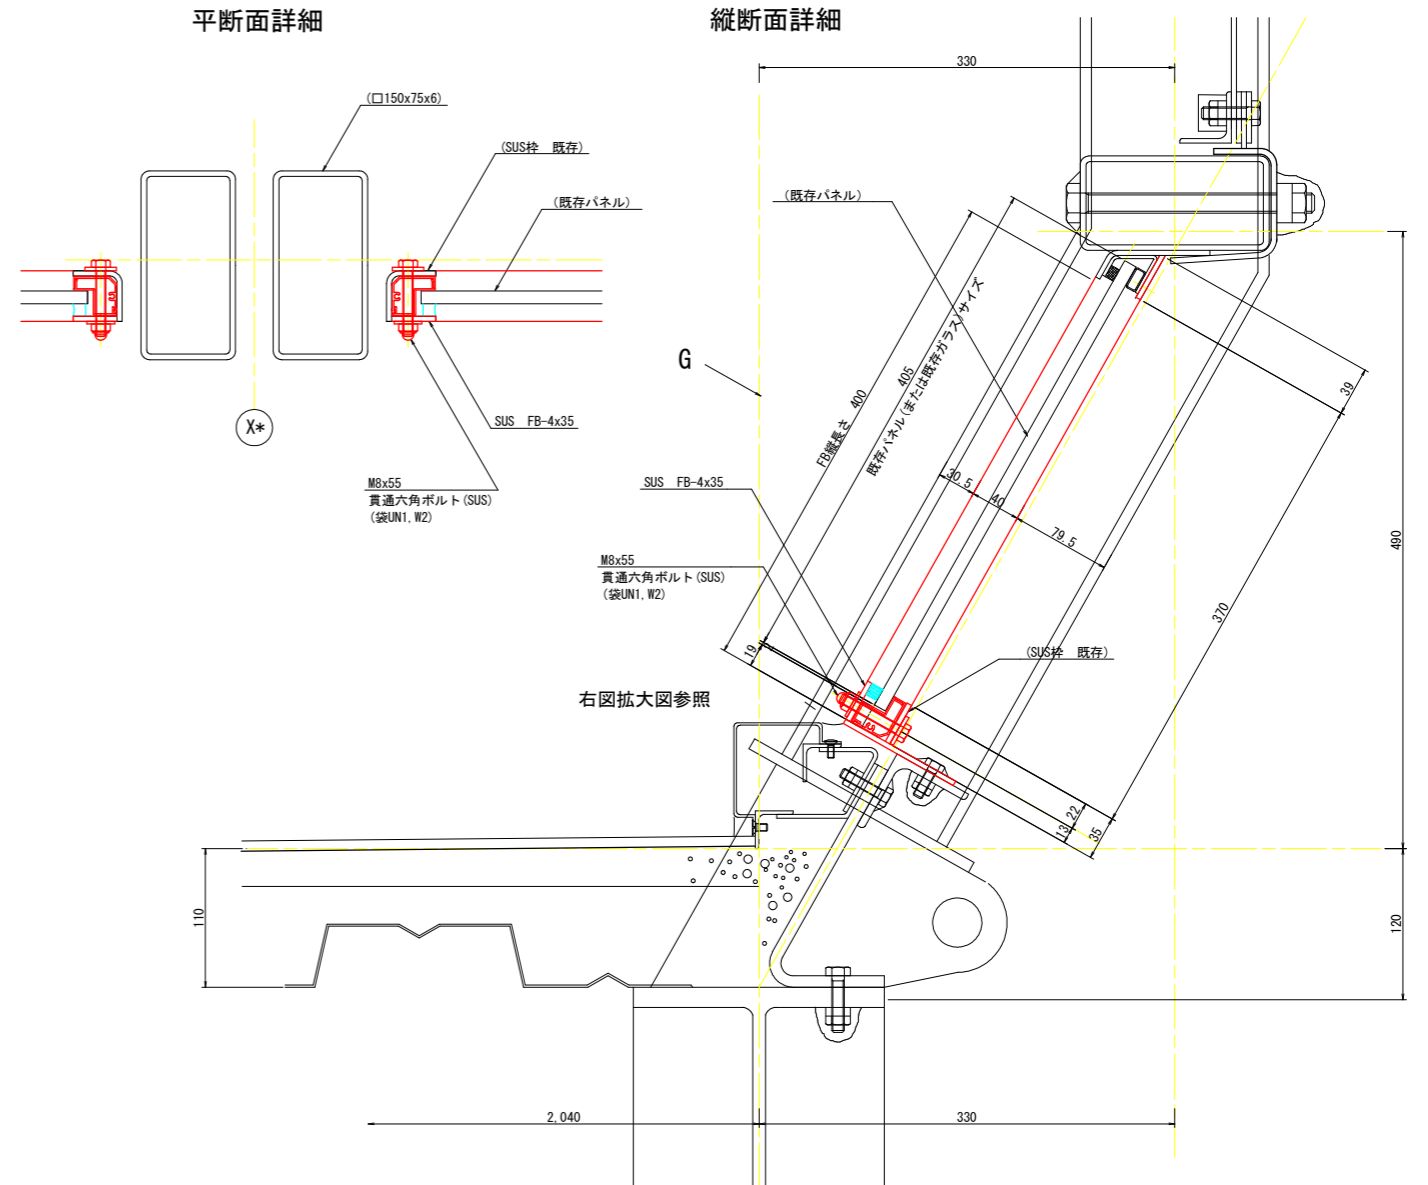 平断面詳細
縦断面詳細
330
(□150x75x6)
(SUS枠 既存)
(既存パネル)
(既存パネル)
FB縦長さ 400
405
既存パネル(または既存ガラス)サイズ
39
G
X*
SUS FB-4x35
M8x55
貫通六角ボルト(SUS)
(袋UN1,W2)
SUS FB-4x35
30.5
40
79.5
490
M8x55
貫通六角ボルト(SUS)
(袋UN1,W2)
370
19
(SUS枠 既存)
右図拡大図参照
22
13
35
110
120
2,040
330